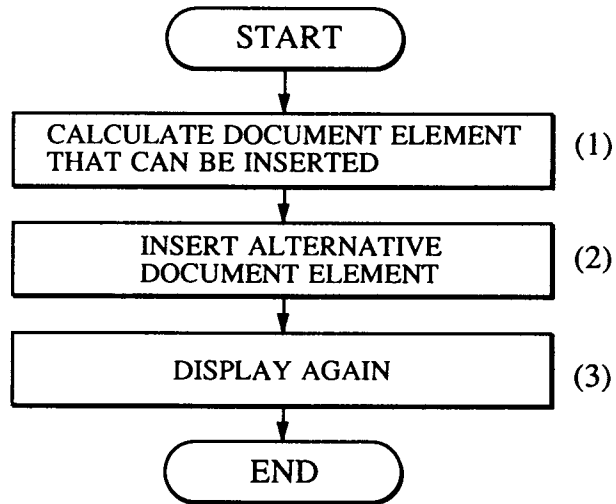 START
CALCULATE DOCUMENT ELEMENT
THAT CAN BE INSERTED
(1)
INSERT ALTERNATIVE
DOCUMENT ELEMENT
(2)
DISPLAY AGAIN
(3)
END